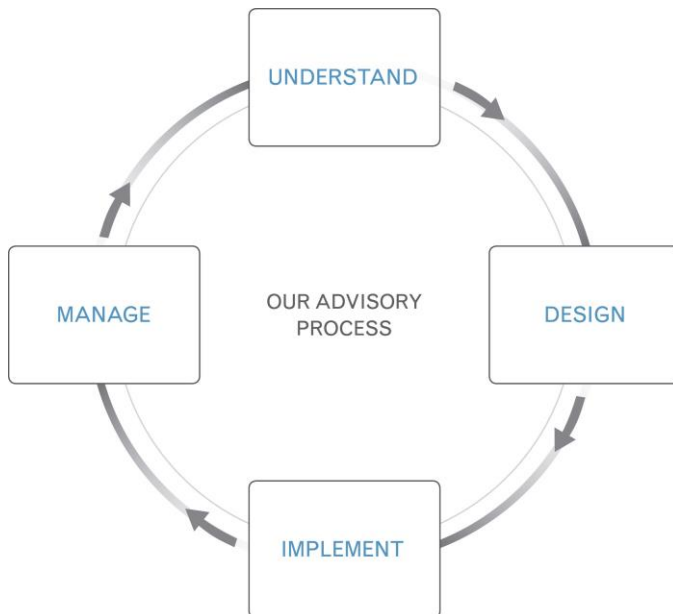 UNDERSTAND
MANAGE
OUR ADVISORY
PROCESS
DESIGN
IMPLEMENT